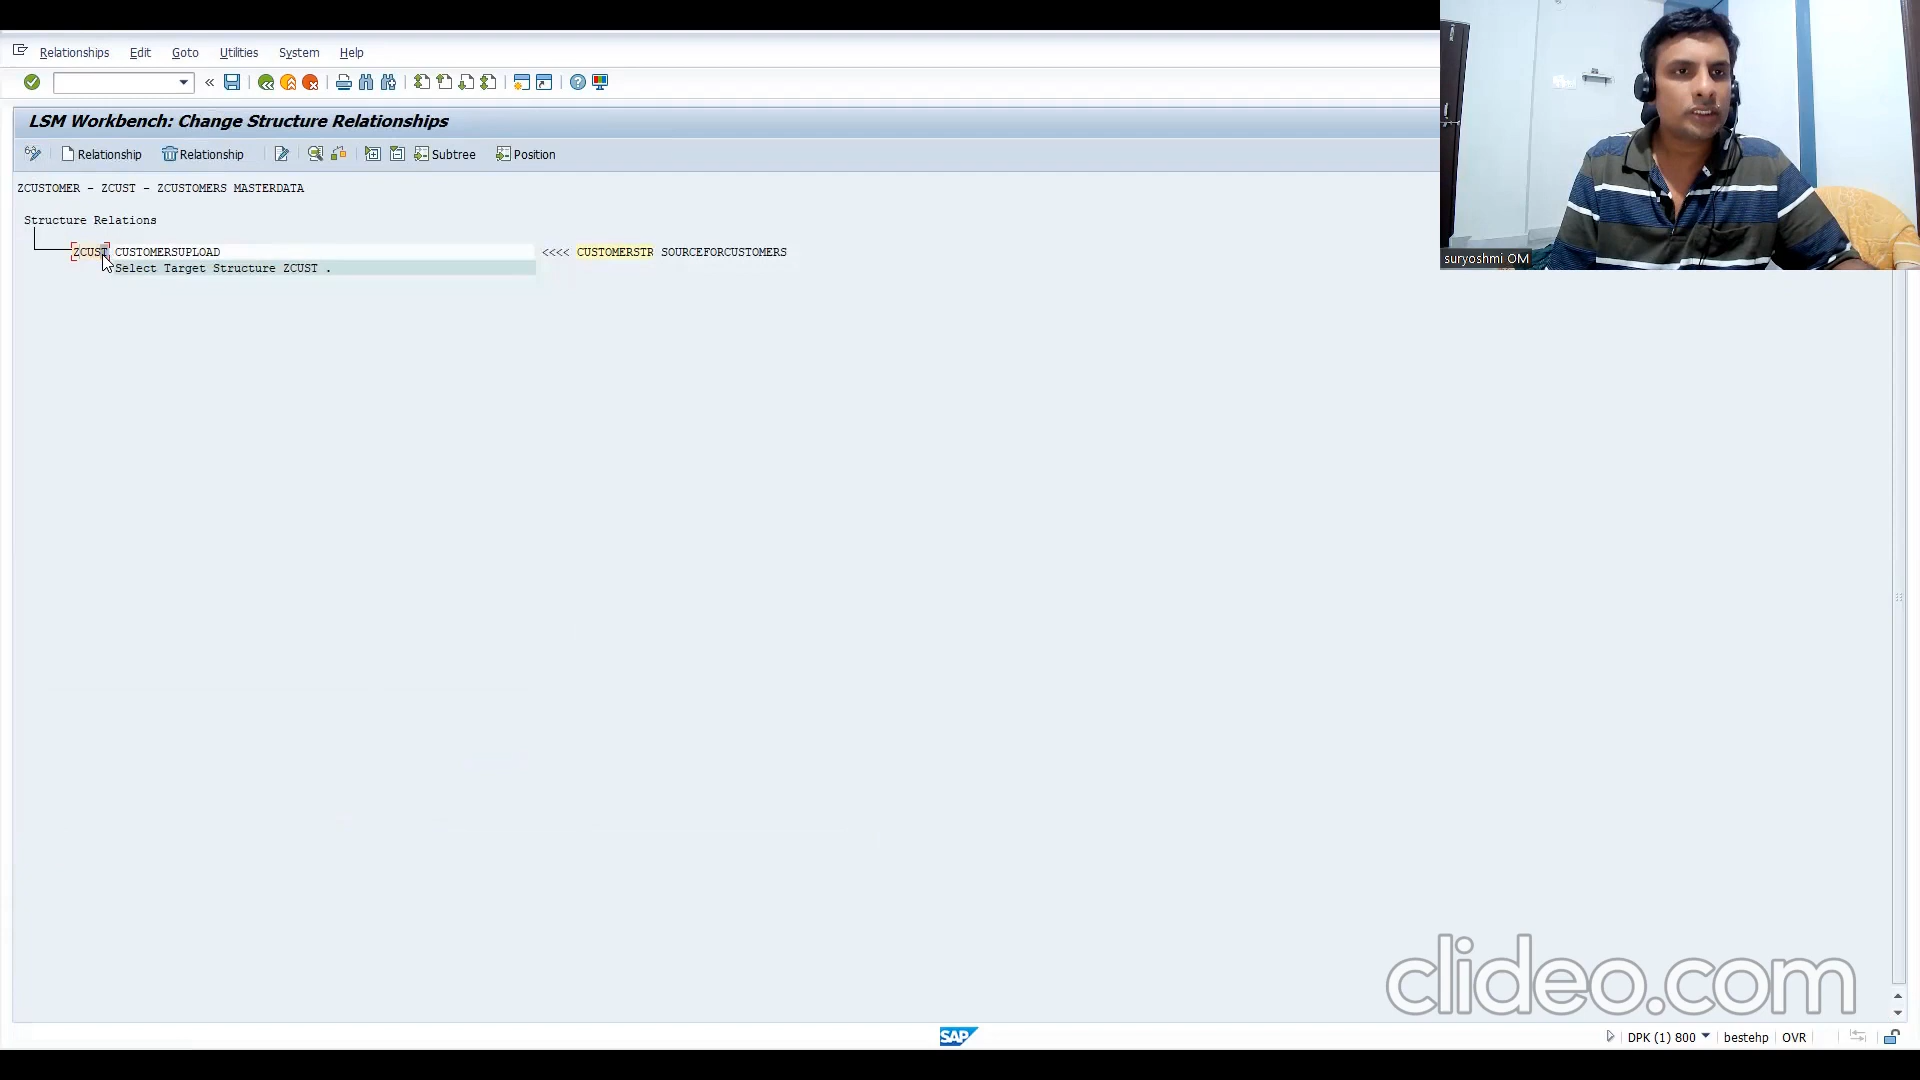 Relationships Edit Goto Utilities System Help
LSM Workbench: Change Structure Relationships
Relationship Relationship Subtree Position
ZCUSTOMER - ZCUST - ZCUSTOMERS MASTERDATA
Structure Relations
ZCUST CUSTOMERSUPLOAD <<<< CUSTOMERSTR SOURCEFORCUSTOMERS
Select Target Structure ZCUST .
suryoshmi OM
clideo.com
SAP
DPK (1) 800 bestehp OVR